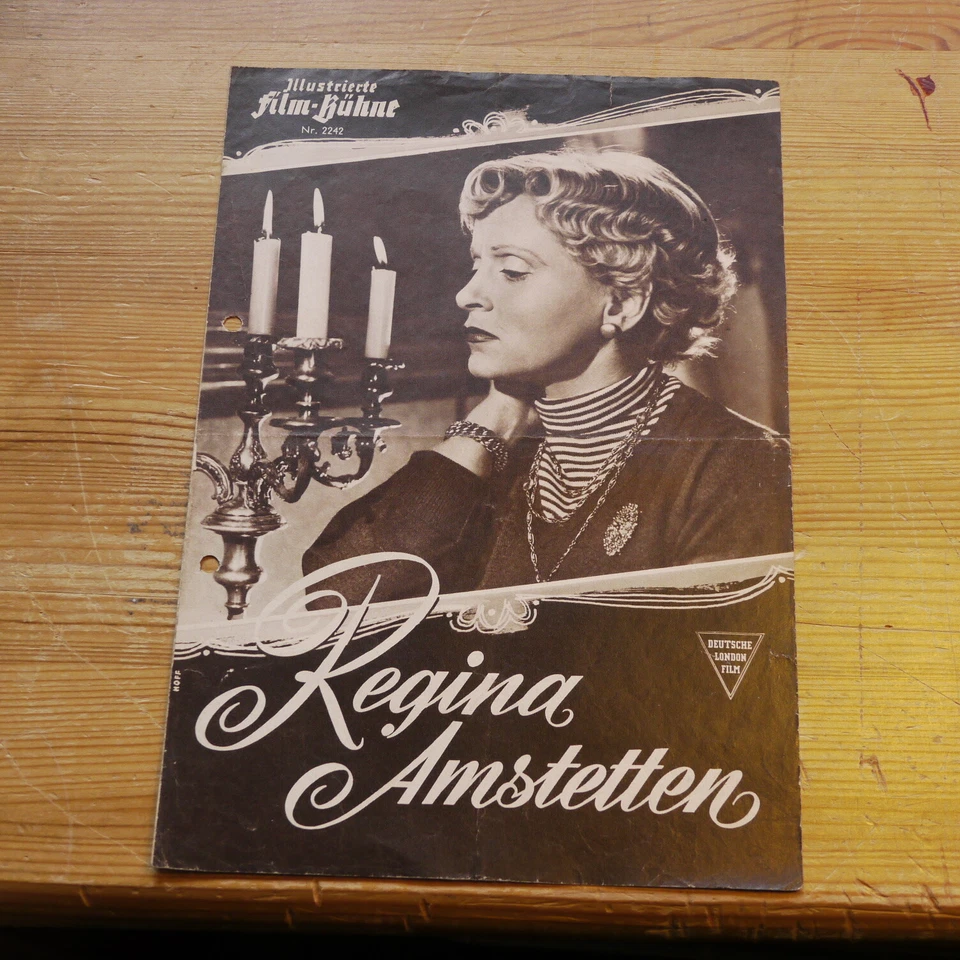 Illustrierte
Film-Bühne
Nr. 2242
DEUTSCHE
LONDON
FILM
HOFF
Regina
Amstetten